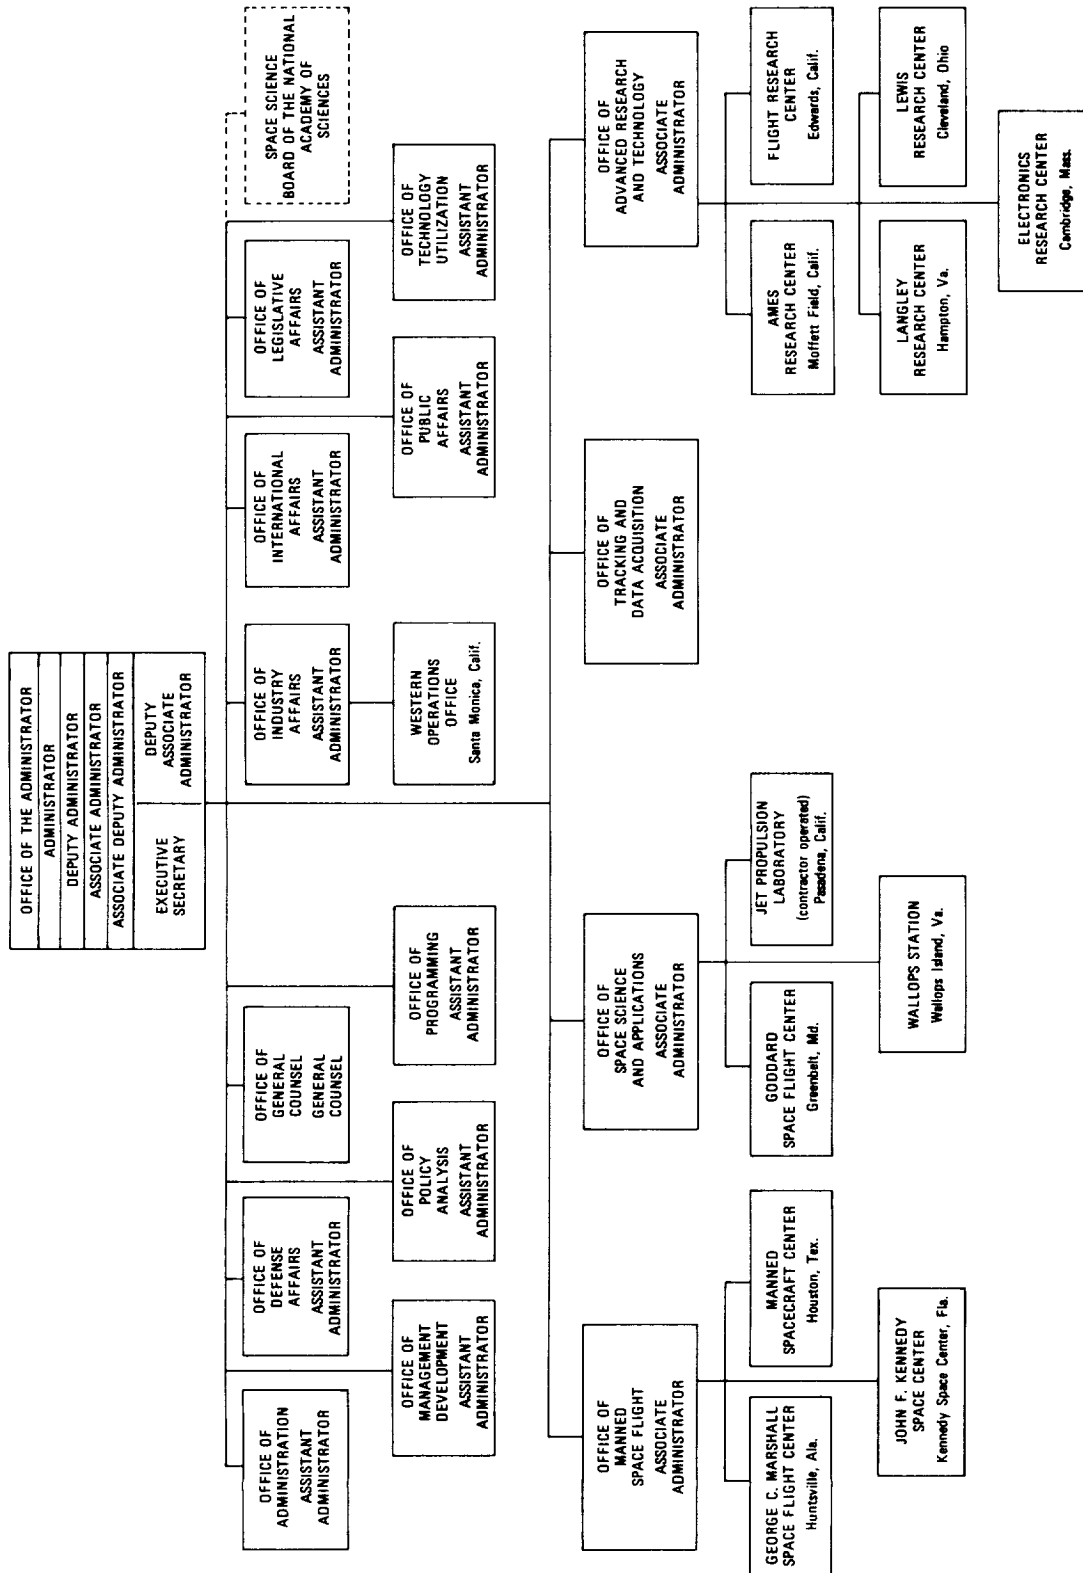 OFFICE OF THE ADMINISTRATOR
ADMINISTRATOR
DEPUTY ADMINISTRATOR
ASSOCIATE ADMINISTRATOR
ASSOCIATE DEPUTY ADMINISTRATOR
EXECUTIVE
SECRETARY
DEPUTY
ASSOCIATE
ADMINISTRATOR
SPACE SCIENCE
BOARD OF THE NATIONAL
ACADEMY OF
SCIENCES
OFFICE OF
ADMINISTRATION
ASSISTANT
ADMINISTRATOR
OFFICE OF
DEFENSE
AFFAIRS
ASSISTANT
ADMINISTRATOR
OFFICE OF
GENERAL
COUNSEL
GENERAL
COUNSEL
OFFICE OF
INDUSTRY
AFFAIRS
ASSISTANT
ADMINISTRATOR
OFFICE OF
INTERNATIONAL
AFFAIRS
ASSISTANT
ADMINISTRATOR
OFFICE OF
LEGISLATIVE
AFFAIRS
ASSISTANT
ADMINISTRATOR
OFFICE OF
MANAGEMENT
DEVELOPMENT
ASSISTANT
ADMINISTRATOR
OFFICE OF
POLICY
ANALYSIS
ASSISTANT
ADMINISTRATOR
OFFICE OF
PROGRAMMING
ASSISTANT
ADMINISTRATOR
WESTERN
OPERATIONS
OFFICE
Santa Monica, Calif.
OFFICE OF
PUBLIC
AFFAIRS
ASSISTANT
ADMINISTRATOR
OFFICE OF
TECHNOLOGY
UTILIZATION
ASSISTANT
ADMINISTRATOR
OFFICE OF
MANNED
SPACE FLIGHT
ASSOCIATE
ADMINISTRATOR
OFFICE OF
SPACE SCIENCE
AND APPLICATIONS
ASSOCIATE
ADMINISTRATOR
OFFICE OF
TRACKING AND
DATA ACQUISITION
ASSOCIATE
ADMINISTRATOR
OFFICE OF
ADVANCED RESEARCH
AND TECHNOLOGY
ASSOCIATE
ADMINISTRATOR
GEORGE C. MARSHALL
SPACE FLIGHT CENTER
Huntsville, Ala.
MANNED
SPACECRAFT CENTER
Houston, Tex.
GODDARD
SPACE FLIGHT CENTER
Greenbelt, Md.
JET PROPULSION
LABORATORY
(contractor operated)
Pasadena, Calif.
AMES
RESEARCH CENTER
Moffett Field, Calif.
FLIGHT RESEARCH
CENTER
Edwards, Calif.
JOHN F. KENNEDY
SPACE CENTER
Kennedy Space Center, Fla.
WALLOPS STATION
Wallops Island, Va.
LANGLEY
RESEARCH CENTER
Hampton, Va.
LEWIS
RESEARCH CENTER
Cleveland, Ohio
ELECTRONICS
RESEARCH CENTER
Cambridge, Mass.